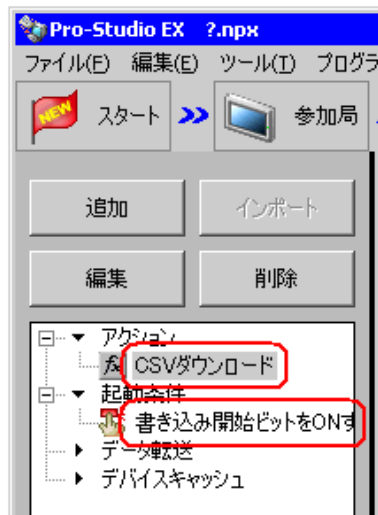 Pro-Studio EX ?.npx
ファイル(F) 編集(E) ツール(T) プログラ
NEW スタート 参加局
追加 インポート
編集 削除
アクション
fx CSVダウンロード
起動条件
書き込み開始ビットをONす
データ転送
デバイスキャッシュ